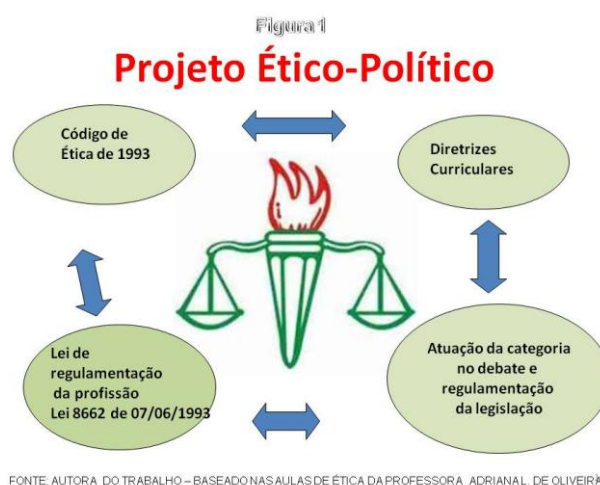 Figura 1
Projeto Ético-Político
Código de
Ética de 1993
Diretrizes
Curriculares
Lei de
regulamentação
da profissão
Lei 8662 de 07/06/1993
Atuação da categoria
no debate e
regulamentação
da legislação
FONTE: AUTORA DO TRABALHO – BASEADO NAS AULAS DE ÉTICA DA PROFESSORA ADRIANA L. DE OLIVEIRA